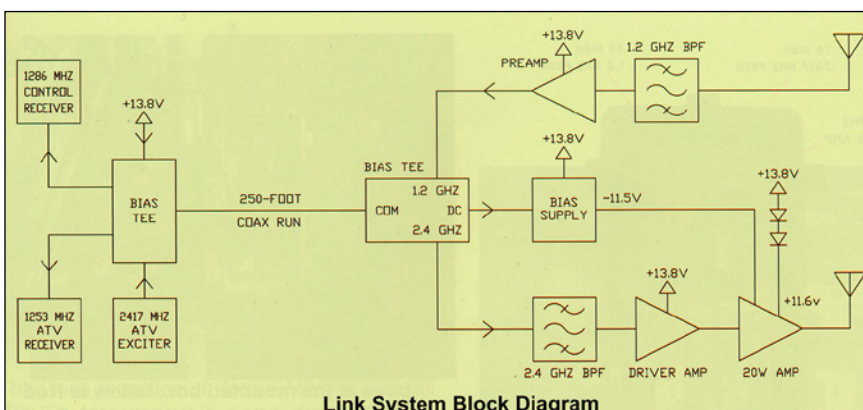 +13.8V
1.2 GHZ BPF
PREAMP
1286 MHZ
CONTROL
RECEIVER
+13.8V
BIAS
TEE
250-FOOT
COAX RUN
BIAS TEE
1.2 GHZ
COM
DC
2.4 GHZ
+13.8V
BIAS
SUPPLY
-11.5V
+13.8V
+11.6v
1253 MHZ
ATV
RECEIVER
2417 MHZ
ATV
EXCITER
2.4 GHZ BPF
+13.8V
DRIVER AMP
20W AMP
Link System Block Diagram